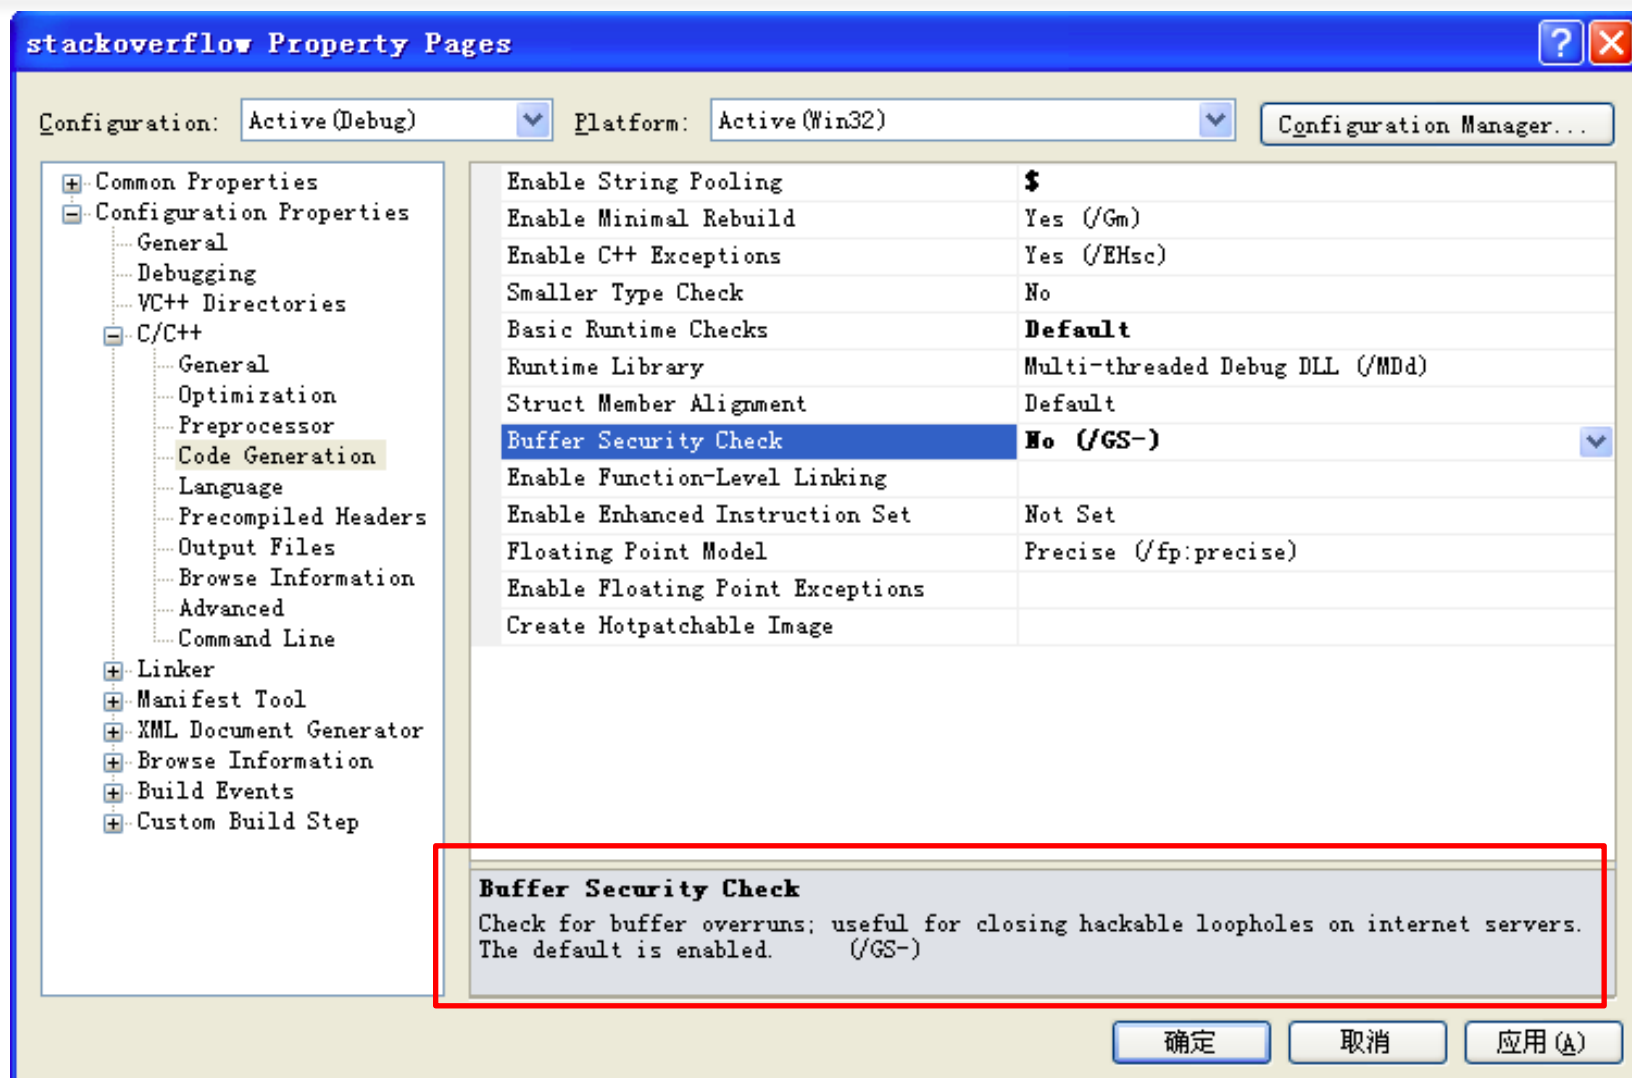 stackoverflow Property Pages
Configuration: Active(Debug) Platform: Active(Win32) Configuration Manager...
Common Properties
Configuration Properties
General
Debugging
VC++ Directories
C/C++
General
Optimization
Preprocessor
Code Generation
Language
Precompiled Headers
Output Files
Browse Information
Advanced
Command Line
Linker
Manifest Tool
XML Document Generator
Browse Information
Build Events
Custom Build Step
Enable String Pooling $
Enable Minimal Rebuild Yes (/Gm)
Enable C++ Exceptions Yes (/EHsc)
Smaller Type Check No
Basic Runtime Checks Default
Runtime Library Multi-threaded Debug DLL (/MDd)
Struct Member Alignment Default
Buffer Security Check No (/GS-)
Enable Function-Level Linking
Enable Enhanced Instruction Set Not Set
Floating Point Model Precise (/fp:precise)
Enable Floating Point Exceptions
Create Hotpatchable Image
Buffer Security Check
Check for buffer overruns; useful for closing hackable loopholes on internet servers.
The default is enabled. (/GS-)
确定 取消 应用(A)